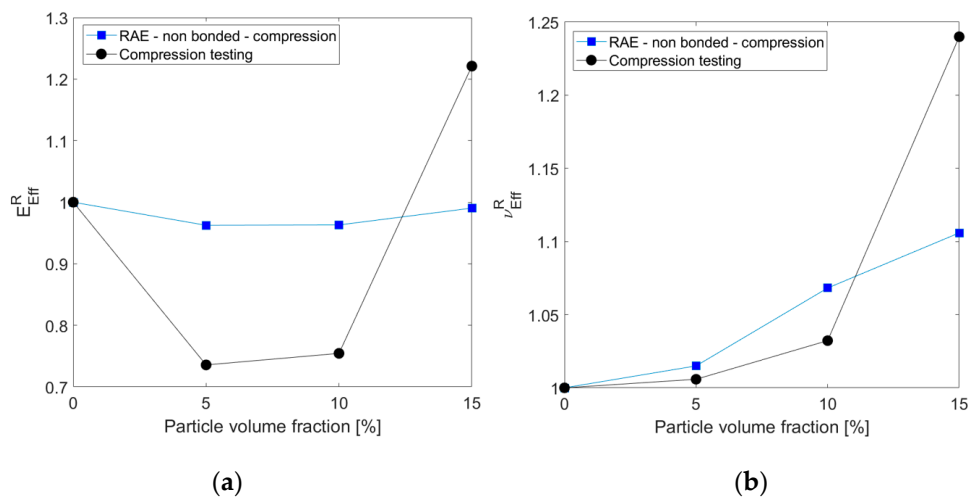 1.3
1.2
1.1
1
0.9
0.8
0.7
E^R_Eff
RAE - non bonded - compression
Compression testing
0 5 10 15
Particle volume fraction [%]
(a)
1.25
1.2
1.15
1.1
1.05
1
ν^R_Eff
RAE - non bonded - compression
Compression testing
0 5 10 15
Particle volume fraction [%]
(b)